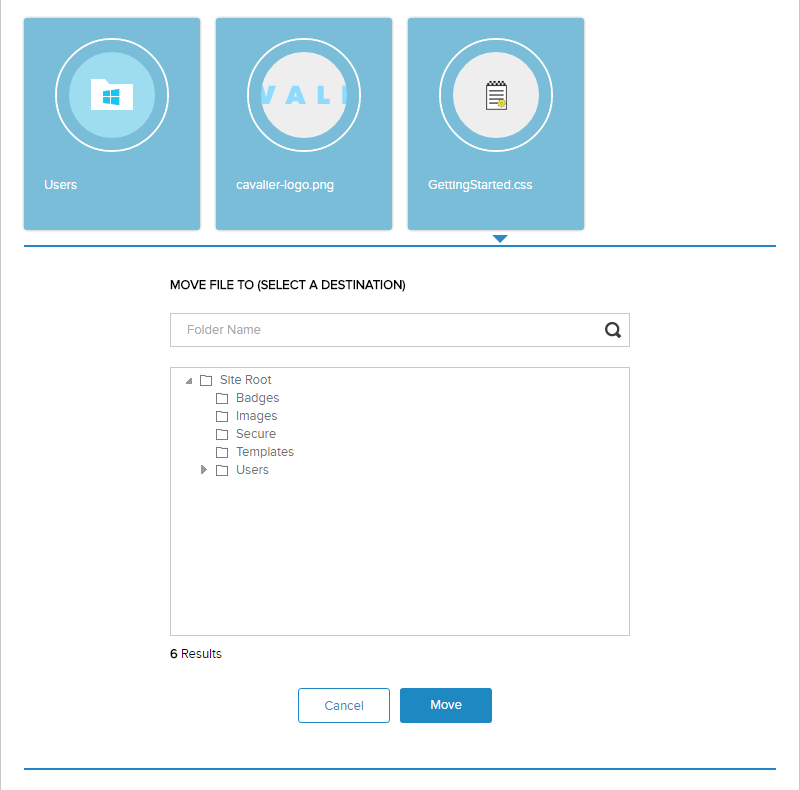 VALI
Users
cavalier-logo.png
GettingStarted.css
MOVE FILE TO (SELECT A DESTINATION)
Folder Name
Site Root
Badges
Images
Secure
Templates
Users
6 Results
Cancel
Move